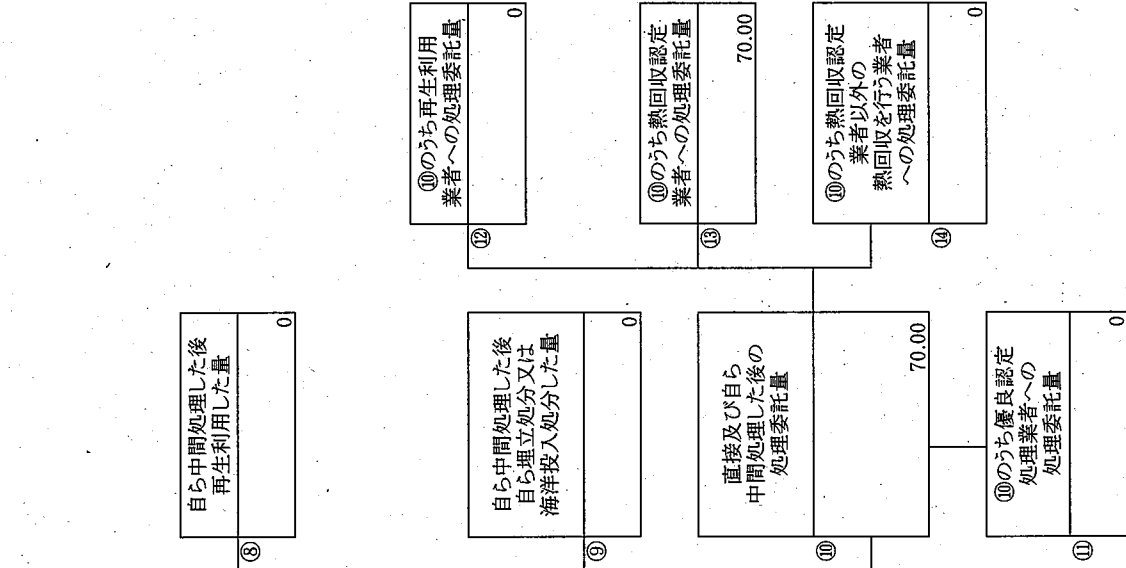 ⑧
自ら中間処理した後
再生利用した量
0
⑨
自ら中間処理した後
自ら埋立処分又は
海洋投入処分した量
0
⑩
直接及び自ら
中間処理した後の
処理委託量
70.00
⑪
⑩のうち優良認定
処理業者への
処理委託量
0
⑫
⑩のうち再生利用
業者への処理委託量
0
⑬
⑩のうち熱回収認定
業者への処理委託量
70.00
⑭
⑩のうち熱回収認定
業者以外の
熱回収を行う業者
への処理委託量
0